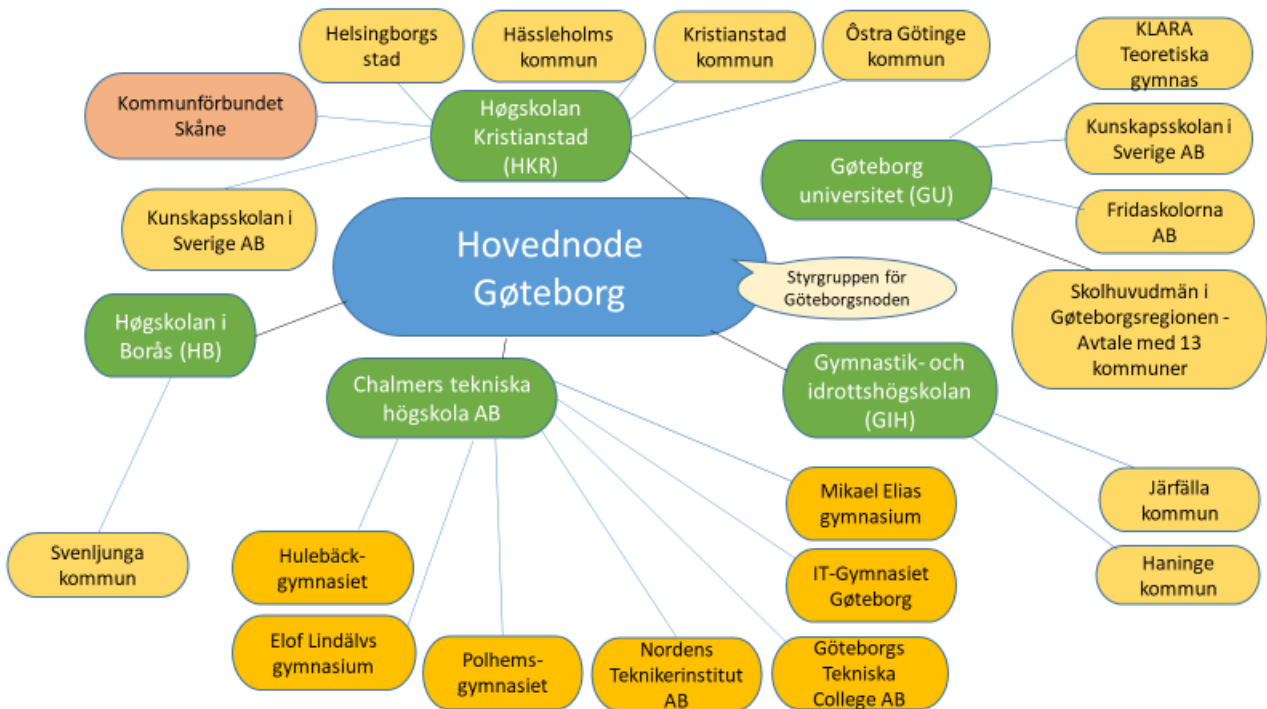 Helsingborgs
stad
Hässleholms
kommun
Kristianstad
kommun
Ôstra Götinge
kommun
KLARA
Teoretiska
gymnas
Kommunförbundet
Skåne
Høgskolan
Kristianstad
(HKR)
Kunskapsskolan i
Sverige AB
Gøteborg
universitet (GU)
Kunskapsskolan i
Sverige AB
Fridaskolorna
AB
Hovednode
Gøteborg
Styrgruppen för
Göteborgsnoden
Skolhuvudmän i
Gøteborgsregionen -
Avtale med 13
kommuner
Høgskolan i
Borås (HB)
Chalmers tekniska
högskola AB
Gymnastik- och
idrottshögskolan
(GIH)
Mikael Elias
gymnasium
Järfälla
kommun
Svenljunga
kommun
Hulebäck-
gymnasiet
IT-Gymnasiet
Gøteborg
Haninge
kommun
Elof Lindälvs
gymnasium
Polhems-
gymnasiet
Nordens
Teknikerinstitut
AB
Göteborgs
Tekniska
College AB